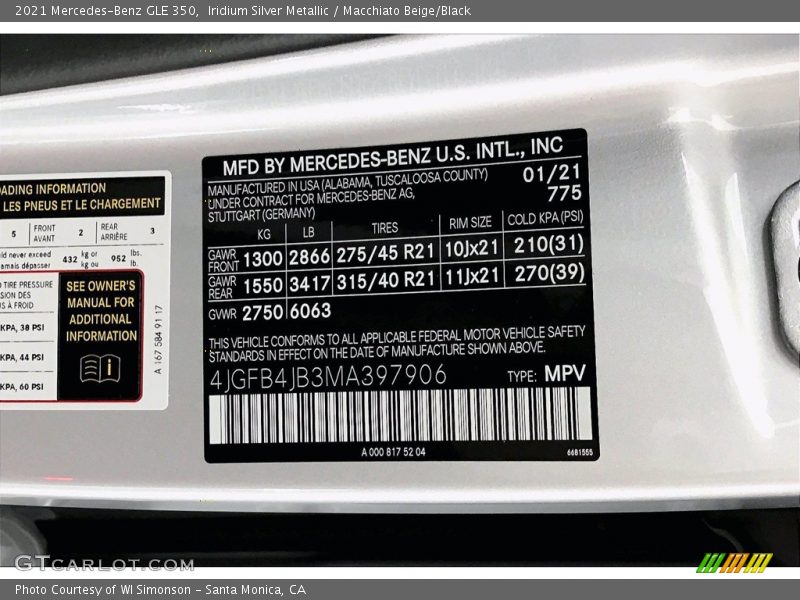 2021 Mercedes-Benz GLE 350,  Iridium Silver Metallic / Macchiato Beige/Black
OADING INFORMATION
LES PNEUS ET LE CHARGEMENT
5 FRONT AVANT 2 REAR ARRIÈRE 3
ld never exceed
amais dépasser 432 kg or kg ou 952 lbs. lb.
TIRE PRESSURE
SION DES
S À FROID
KPA, 38 PSI
KPA, 44 PSI
KPA, 60 PSI
SEE OWNER'S
MANUAL FOR
ADDITIONAL
INFORMATION
A 167 584 91 17
MFD BY MERCEDES-BENZ U.S. INTL., INC
MANUFACTURED IN USA (ALABAMA, TUSCALOOSA COUNTY)
UNDER CONTRACT FOR MERCEDES-BENZ AG,
STUTTGART (GERMANY)
01/21
775
KG LB TIRES RIM SIZE COLD KPA (PSI)
GAWR FRONT 1300 2866 275/45 R21 10Jx21 210(31)
GAWR REAR 1550 3417 315/40 R21 11Jx21 270(39)
GVWR 2750 6063
THIS VEHICLE CONFORMS TO ALL APPLICABLE FEDERAL MOTOR VEHICLE SAFETY
STANDARDS IN EFFECT ON THE DATE OF MANUFACTURE SHOWN ABOVE.
4JGFB4JB3MA397906 TYPE: MPV
A 000 817 52 04
6681555
GTCARLOT.COM
Photo Courtesy of WI Simonson - Santa Monica, CA